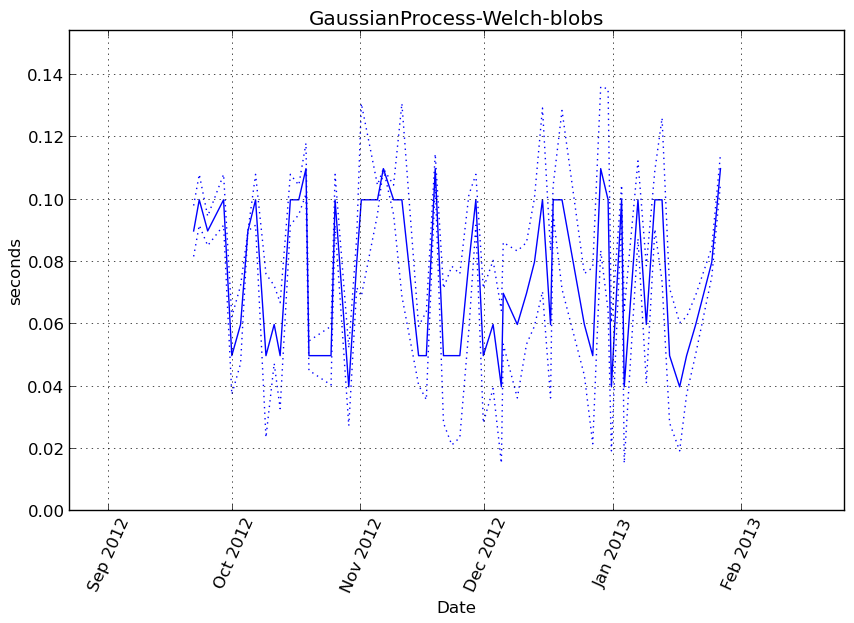 GaussianProcess-Welch-blobs
0.14
0.12
0.10
0.08
0.06
0.04
0.02
0.00
seconds
Sep 2012
Oct 2012
Nov 2012
Dec 2012
Jan 2013
Feb 2013
Date